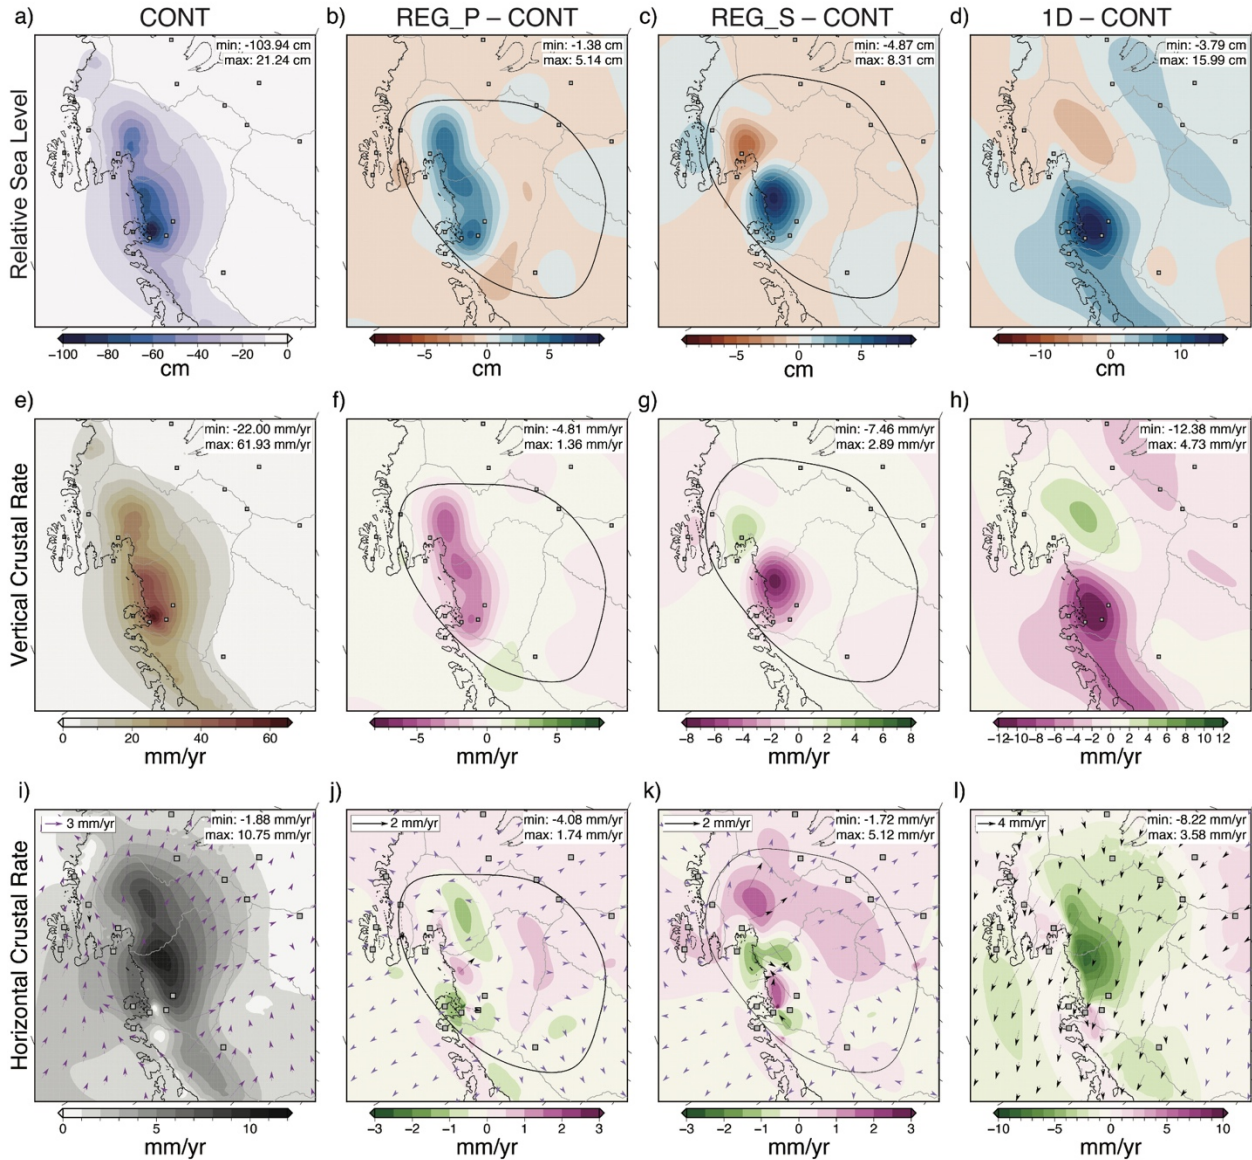 a) CONT
b) REG_P – CONT
c) REG_S – CONT
d) 1D – CONT
Relative Sea Level
min: -103.94 cm
max: 21.24 cm
min: -1.38 cm
max: 5.14 cm
min: -4.87 cm
max: 8.31 cm
min: -3.79 cm
max: 15.99 cm
−100 −80 −60 −40 −20 0
cm
−5 0 5
cm
−5 0 5
cm
−10 0 10
cm
e)
f)
g)
h)
Vertical Crustal Rate
min: -22.00 mm/yr
max: 61.93 mm/yr
min: -4.81 mm/yr
max: 1.36 mm/yr
min: -7.46 mm/yr
max: 2.89 mm/yr
min: -12.38 mm/yr
max: 4.73 mm/yr
0 20 40 60
mm/yr
−5 0 5
mm/yr
−8 −6 −4 −2 0 2 4 6 8
mm/yr
−12−10−8 −6 −4 −2 0 2 4 6 8 10 12
mm/yr
i)
j)
k)
l)
Horizontal Crustal Rate
3 mm/yr
min: -1.88 mm/yr
max: 10.75 mm/yr
2 mm/yr
min: -4.08 mm/yr
max: 1.74 mm/yr
2 mm/yr
min: -1.72 mm/yr
max: 5.12 mm/yr
4 mm/yr
min: -8.22 mm/yr
max: 3.58 mm/yr
0 5 10
mm/yr
−3 −2 −1 0 1 2 3
mm/yr
−3 −2 −1 0 1 2 3
mm/yr
−10 −5 0 5 10
mm/yr